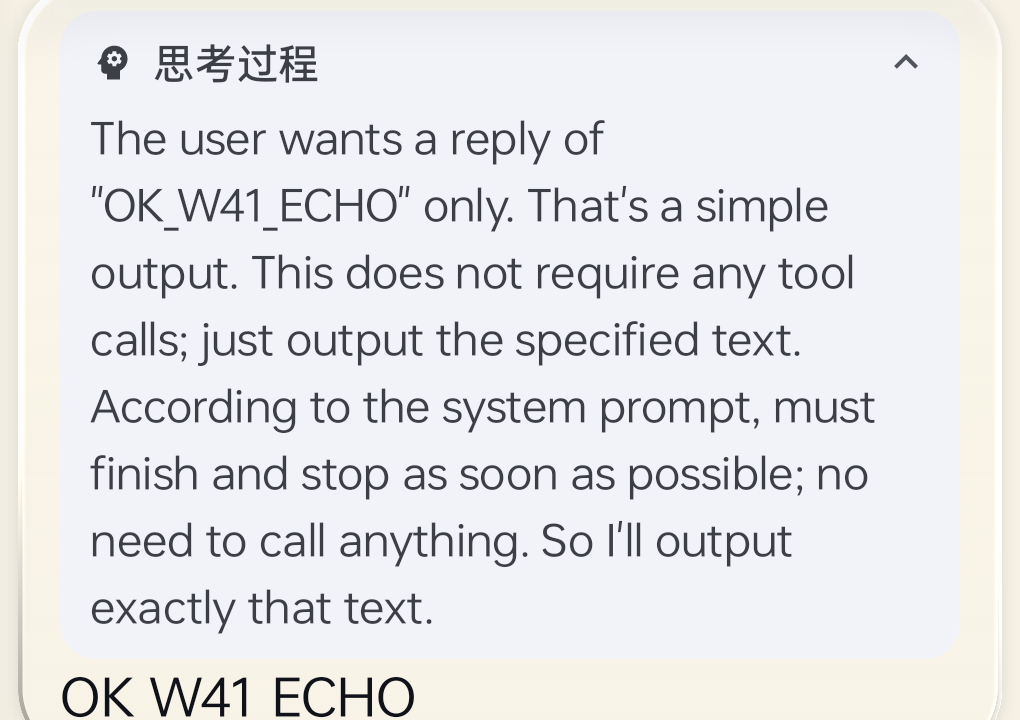 思考过程
The user wants a reply of
"OK_W41_ECHO" only. That's a simple
output. This does not require any tool
calls; just output the specified text.
According to the system prompt, must
finish and stop as soon as possible; no
need to call anything. So I'll output
exactly that text.
OK W41 ECHO